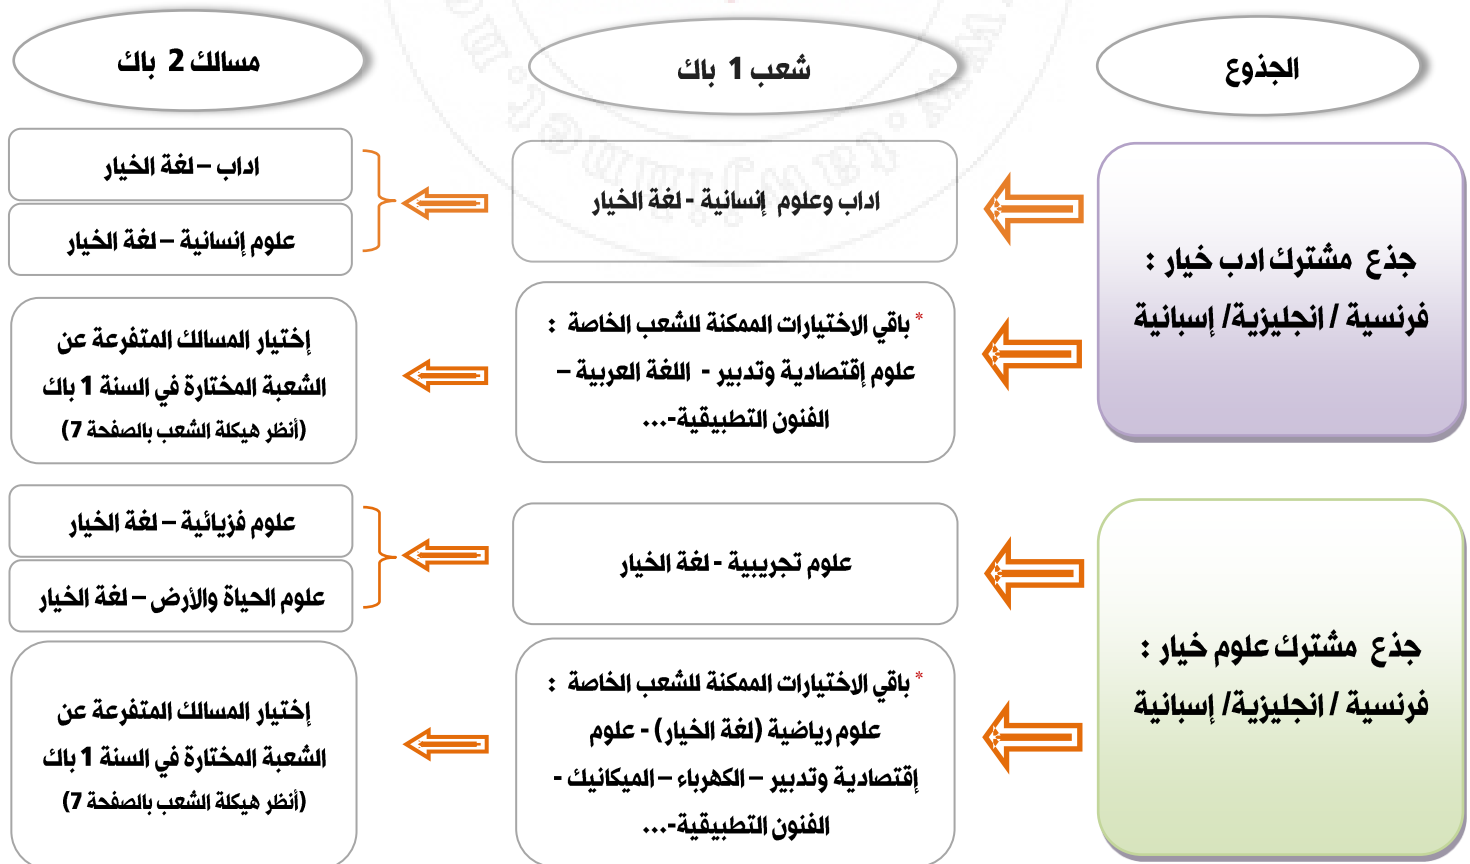 الجذوع
شعب 1 باك
مسالك 2 باك
جذع مشترك ادب خيار :
فرنسية / انجليزية/ إسبانية
اداب وعلوم إنسانية - لغة الخيار
اداب – لغة الخيار
علوم إنسانية – لغة الخيار
* باقي الاختيارات الممكنة للشعب الخاصة :
علوم إقتصادية وتدبير - اللغة العربية –
الفنون التطبيقية-...
إختيار المسالك المتفرعة عن
الشعبة المختارة في السنة 1 باك
(أنظر هيكلة الشعب بالصفحة 7)
جذع مشترك علوم خيار :
فرنسية / انجليزية/ إسبانية
علوم تجريبية - لغة الخيار
علوم فزيائية – لغة الخيار
علوم الحياة والأرض – لغة الخيار
* باقي الاختيارات الممكنة للشعب الخاصة :
علوم رياضية (لغة الخيار) - علوم
إقتصادية وتدبير – الكهرباء – الميكانيك -
الفنون التطبيقية-...
إختيار المسالك المتفرعة عن
الشعبة المختارة في السنة 1 باك
(أنظر هيكلة الشعب بالصفحة 7)